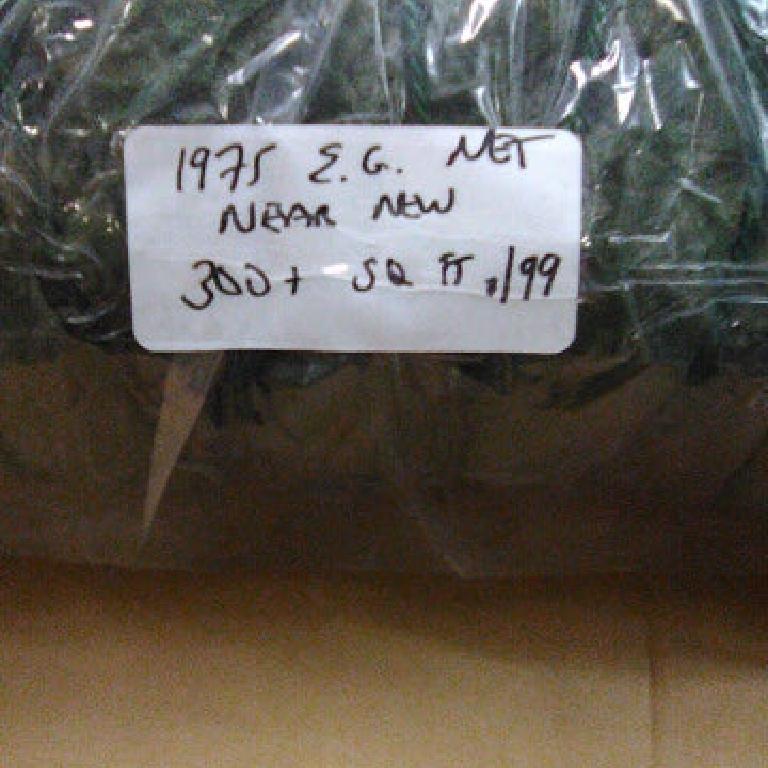 1975 E.G. NET
NEAR NEW
300+ SQ FT./99